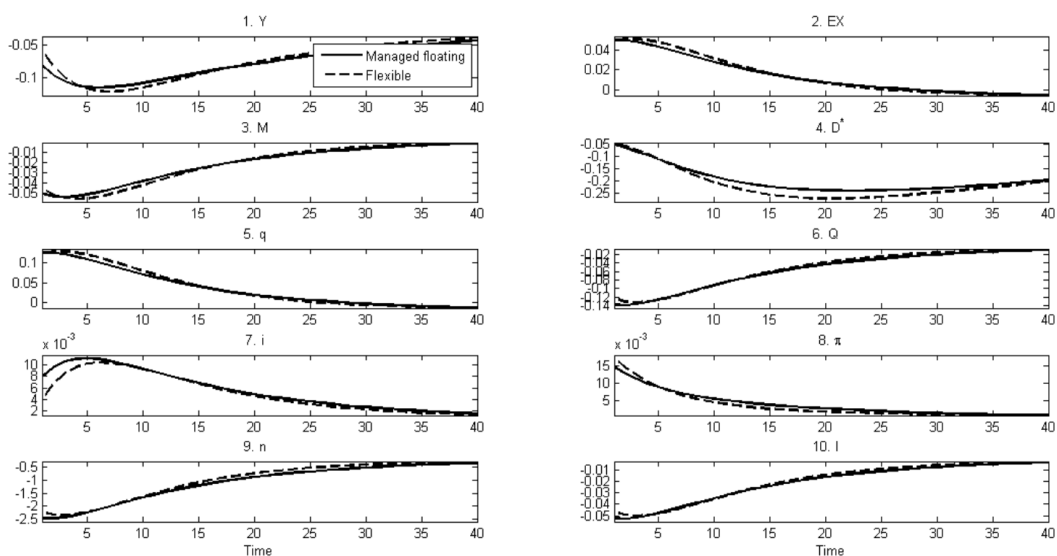 1. Y
-0.05
-0.1
Managed floating
Flexible
5 10 15 20 25 30 35 40
2. EX
0.04
0.02
0
5 10 15 20 25 30 35 40
3. M
-0.01
-0.02
-0.03
-0.04
-0.05
5 10 15 20 25 30 35 40
4. D*
-0.05
-0.1
-0.15
-0.2
-0.25
5 10 15 20 25 30 35 40
5. q
0.1
0.05
0
5 10 15 20 25 30 35 40
6. Q
-0.02
-0.04
-0.06
-0.08
-0.1
-0.12
-0.14
5 10 15 20 25 30 35 40
7. i
x 10^-3
10
8
6
4
2
5 10 15 20 25 30 35 40
8. π
x 10^-3
15
10
5
5 10 15 20 25 30 35 40
9. n
-0.5
-1
-1.5
-2
-2.5
5 10 15 20 25 30 35 40
Time
10. I
-0.01
-0.02
-0.03
-0.04
-0.05
5 10 15 20 25 30 35 40
Time